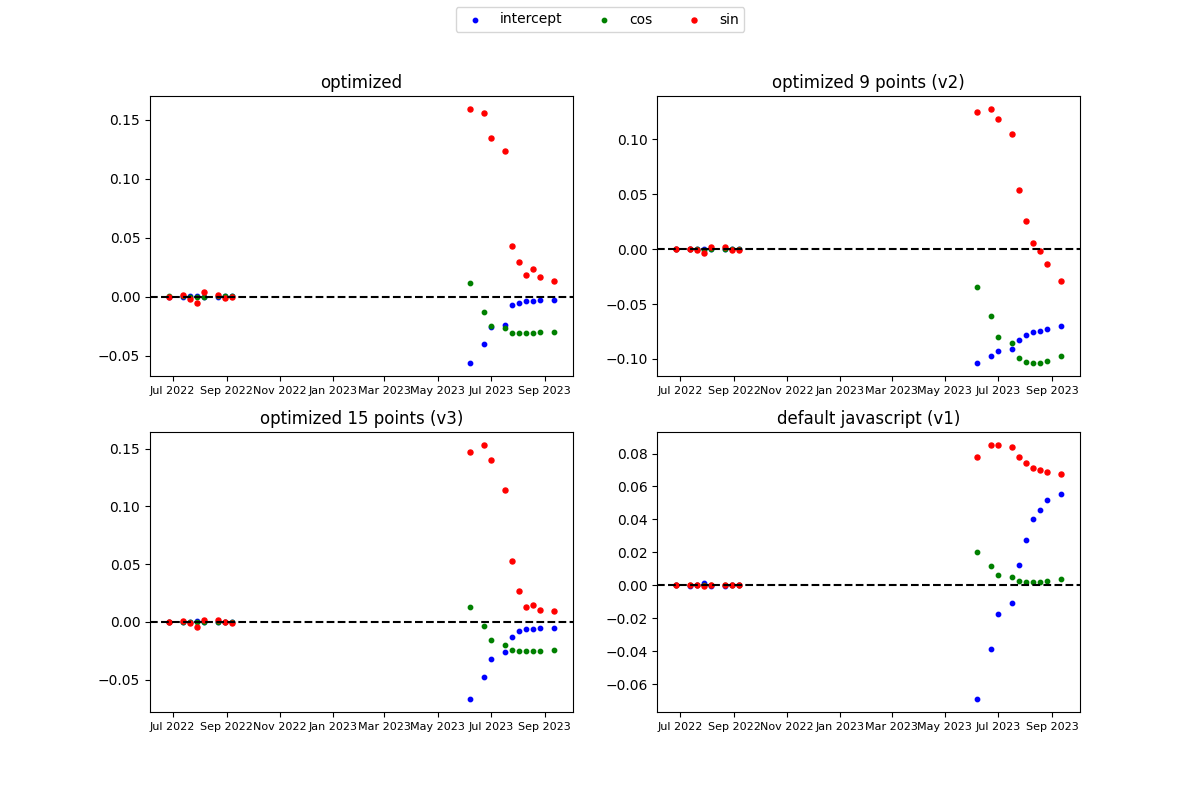 intercept cos sin
optimized
0.15
0.10
0.05
0.00
−0.05
Jul 2022 Sep 2022 Nov 2022 Jan 2023 Mar 2023 May 2023 Jul 2023 Sep 2023
optimized 9 points (v2)
0.10
0.05
0.00
−0.05
−0.10
Jul 2022 Sep 2022 Nov 2022 Jan 2023 Mar 2023 May 2023 Jul 2023 Sep 2023
optimized 15 points (v3)
0.15
0.10
0.05
0.00
−0.05
Jul 2022 Sep 2022 Nov 2022 Jan 2023 Mar 2023 May 2023 Jul 2023 Sep 2023
default javascript (v1)
0.08
0.06
0.04
0.02
0.00
−0.02
−0.04
−0.06
Jul 2022 Sep 2022 Nov 2022 Jan 2023 Mar 2023 May 2023 Jul 2023 Sep 2023